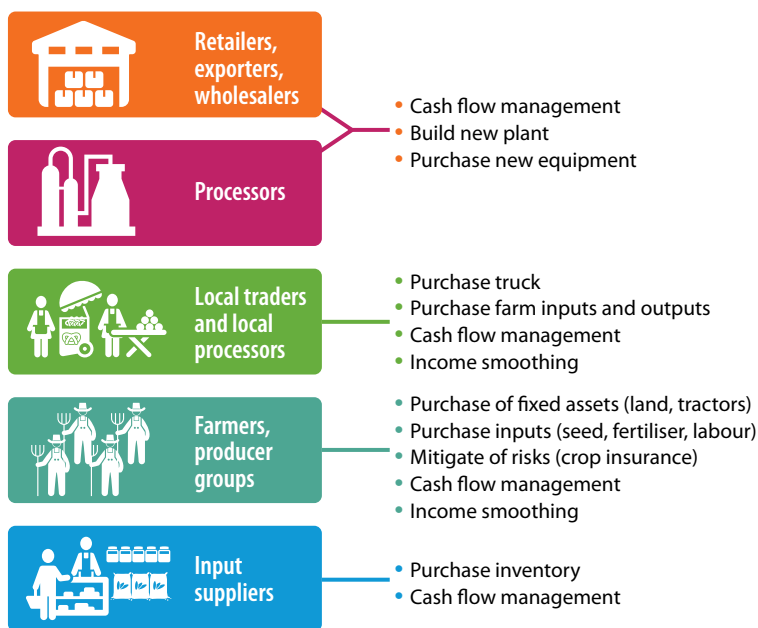 Retailers,
exporters,
wholesalers
Processors
• Cash flow management
• Build new plant
• Purchase new equipment
Local traders
and local
processors
• Purchase truck
• Purchase farm inputs and outputs
• Cash flow management
• Income smoothing
Farmers,
producer
groups
• Purchase of fixed assets (land, tractors)
• Purchase inputs (seed, fertiliser, labour)
• Mitigate of risks (crop insurance)
• Cash flow management
• Income smoothing
Input
suppliers
• Purchase inventory
• Cash flow management